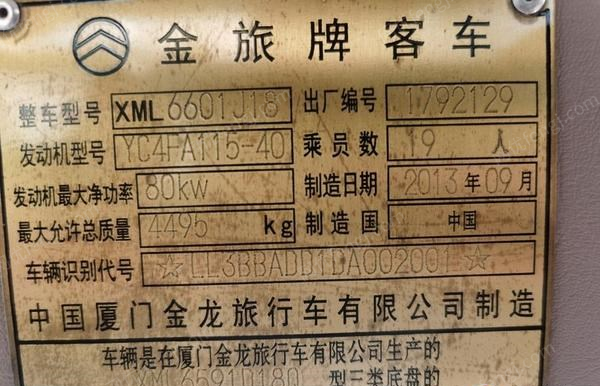 金旅牌客车
整车型号 XML6601J18 出厂编号 1792129
发动机型号 YC4FA115-40 乘员数 19 人
发动机最大净功率 80kw 制造日期 2013年09月
最大允许总质量 4495 kg 制造国 中国
车辆识别代号 ☆LL3BBADD1DA002001☆
中国厦门金龙旅行车有限公司制造
车辆是在厦门金龙旅行车有限公司生产的
XML6591D180 型三类底盘的